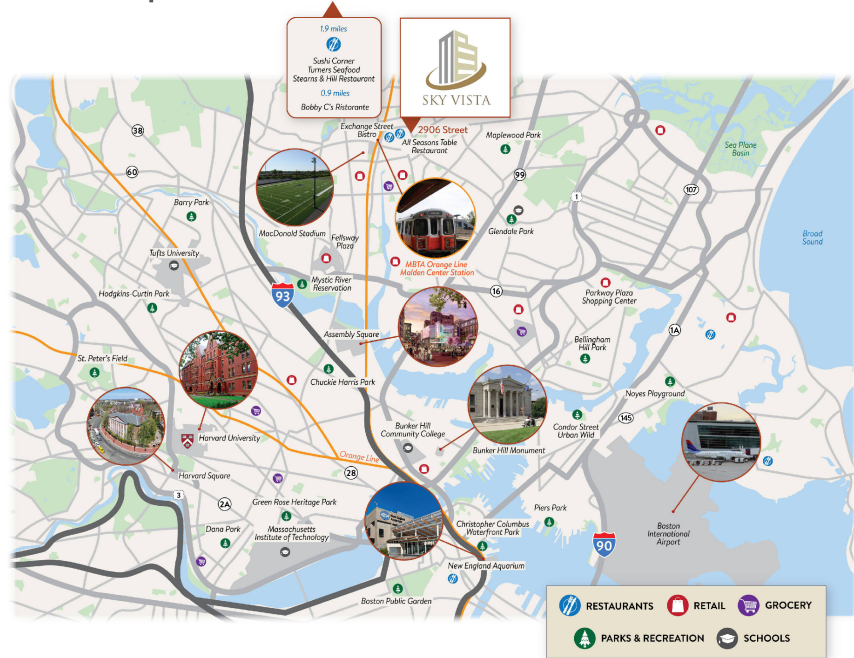 1.9 miles
Sushi Corner
Turners Seafood
Stearns & Hill Restaurant
0.9 miles
Bobby C's Ristorante
SKY VISTA
2906 Street
Exchange Street
Bistro
All Seasons Table
Restaurant
Maplewood Park
Sea Plane
Basin
38
60
99
1
107
Barry Park
MacDonald Stadium
Fellsway
Plaza
Glendale Park
Broad
Sound
Tufts University
MBTA Orange Line
Malden Center Station
Mystic River
Reservation
Hodgkins-Curtin Park
93
16
Parkway Plaza
Shopping Center
Assembly Square
1A
Bellingham
Hill Park
St. Peter's Field
Chuckie Harris Park
Noyes Playground
Harvard University
Bunker Hill
Community College
Bunker Hill Monument
Condor Street
Urban Wild
145
Orange Line
28
Harvard Square
3
2A
Green Rose Heritage Park
Dana Park
Massachusetts
Institute of Technology
Christopher Columbus
Waterfront Park
Piers Park
90
Boston
International
Airport
New England Aquarium
Boston Public Garden
RESTAURANTS
RETAIL
GROCERY
PARKS & RECREATION
SCHOOLS